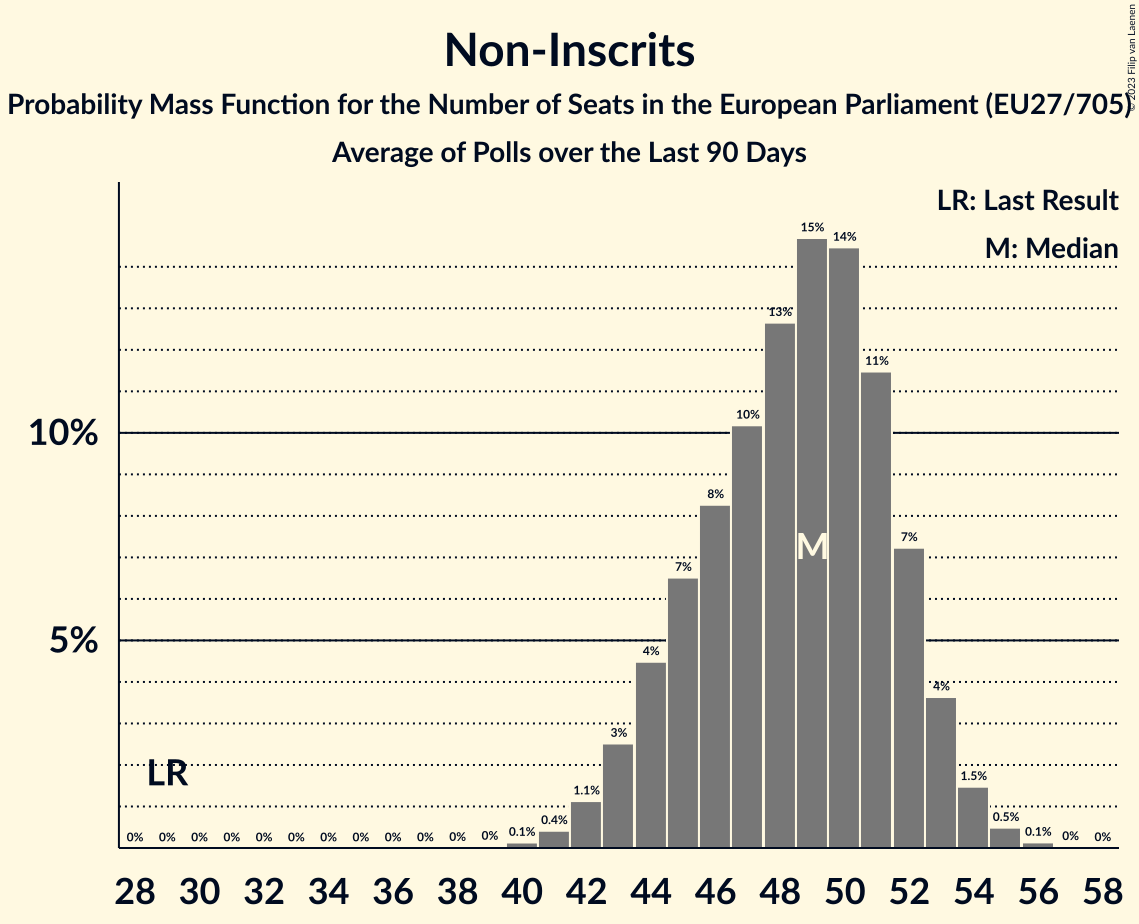 Non-Inscrits
Probability Mass Function for the Number of Seats in the European Parliament (EU27/705)
Average of Polls over the Last 90 Days
© 2023 Filip van Laenen
LR: Last Result
M: Median
15%
14%
13%
11%
10%
10%
8%
M
7%
7%
5%
4%
4%
3%
LR
1.5%
1.1%
0.5%
0.4%
0% 0% 0% 0% 0% 0% 0% 0% 0% 0% 0% 0% 0.1% 0.1% 0% 0%
28 30 32 34 36 38 40 42 44 46 48 50 52 54 56 58